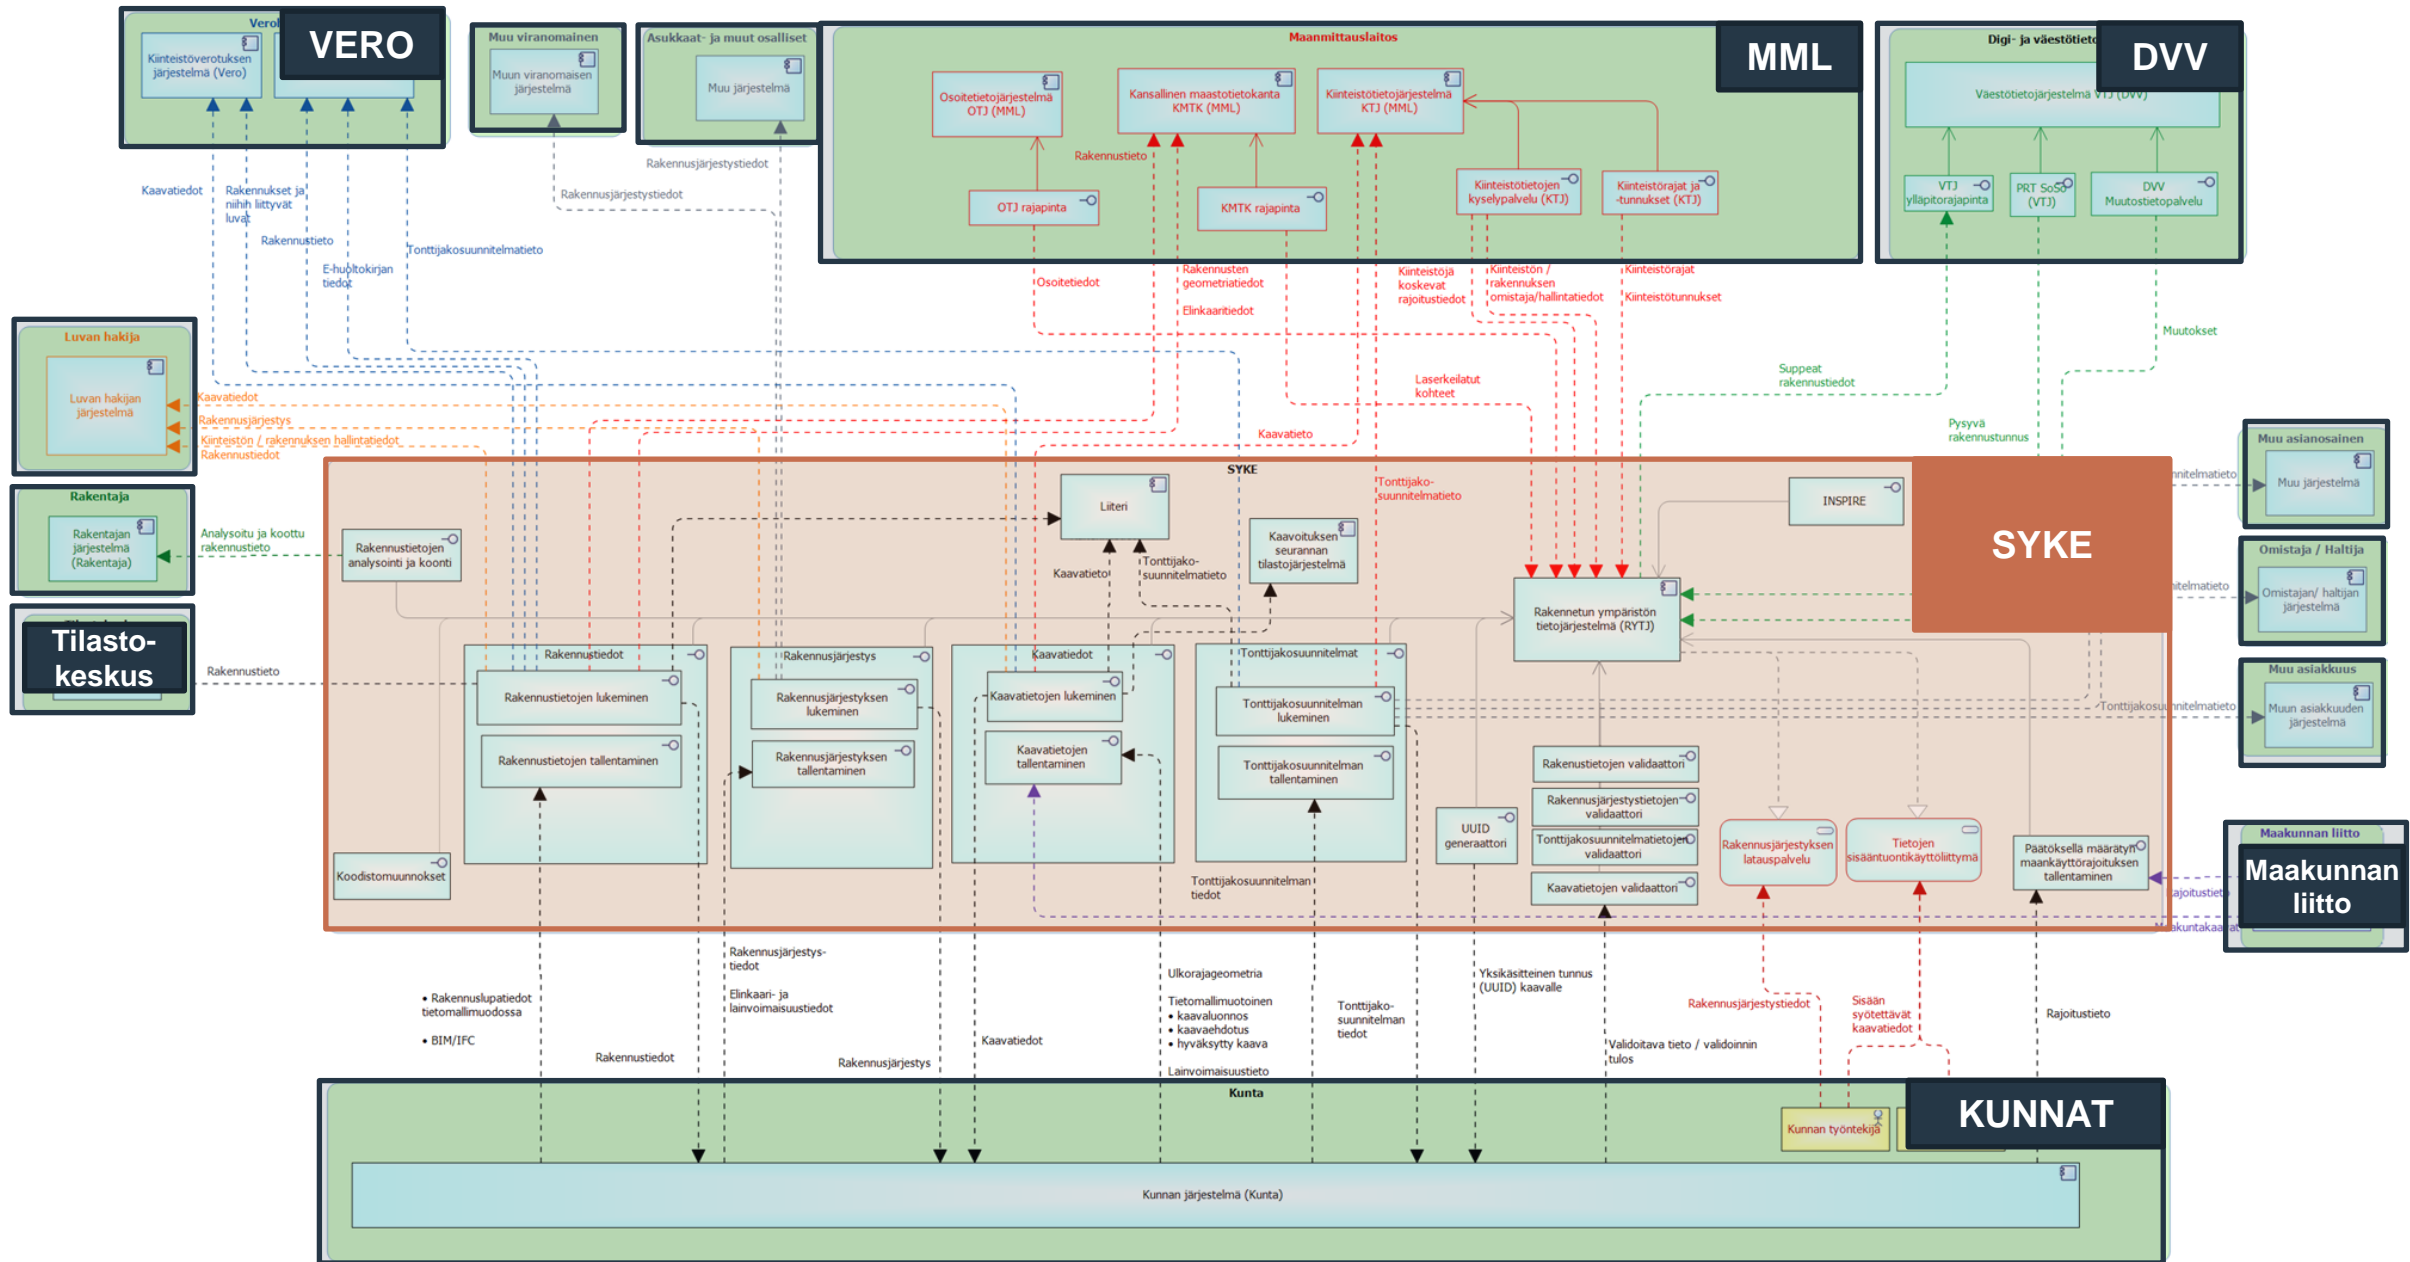 VERO
Kiinteistöverotuksen
järjestelmä (Vero)
Muu viranomainen
Muun viranomaisen
järjestelmä
Asukkaat- ja muut osalliset
Muu järjestelmä
Maanmittauslaitos
MML
Osoitetietojärjestelmä
OTJ (MML)
Kansallinen maastotietokanta
KMTK (MML)
Kiinteistötietojärjestelmä
KTJ (MML)
OTJ rajapinta
KMTK rajapinta
Kiinteistötietojen
kyselypalvelu (KTJ)
Kiinteistörajat ja
-tunnukset (KTJ)
Digi- ja
DVV
Väestötietojärjestelmä VTJ (DVV)
VTJ
ylläpitorajapinta
PRT SoSo
(VTJ)
DVV
Muutostietopalvelu
Kaavatiedot
Rakennukset ja
niihin liittyvät
luvat
Rakennustieto
E-huoltokirjan
tiedot
Tonttijakosuunnitelmatieto
Rakennusjärjestystiedot
Rakennusjärjestystiedot
Rakennustieto
Osoitetiedot
Rakennusten
geometriatiedot
Elinkaaritiedot
Kiinteistöjä
koskevat
rajoitustiedot
Kiinteistön /
rakennuksen
omistaja/hallintatiedot
Kiinteistörajat
Kiinteistötunnukset
Muutokset
Suppeat
rakennustiedot
Laserkeilatut
kohteet
Kaavatieto
Pysyvä
rakennustunnus
Luvan hakija
Luvan hakijan
järjestelmä
Kaavatiedot
Rakennusjärjestys
Kiinteistön / rakennuksen hallintatiedot
Rakennustiedot
Rakentaja
Rakentajan
järjestelmä
(Rakentaja)
Analysoitu ja koottu
rakennustieto
Tilasto-
keskus
Rakennustieto
SYKE
SYKE
Liiteri
Tonttijako-
suunnitelmatieto
INSPIRE
Rakennustietojen
analysointi ja koonti
Kaavoituksen
seurannan
tilastojärjestelmä
Kaavatieto
Tonttijako-
suunnitelmatieto
Rakennetun ympäristön
tietojärjestelmä (RYTJ)
Rakennustiedot
Rakennustietojen lukeminen
Rakennustietojen tallentaminen
Rakennusjärjestys
Rakennusjärjestyksen
lukeminen
Rakennusjärjestyksen
tallentaminen
Kaavatiedot
Kaavatietojen lukeminen
Kaavatietojen
tallentaminen
Tonttijakosuunnitelmat
Tonttijakosuunnitelman
lukeminen
Tonttijakosuunnitelman
tallentaminen
Koodistomuunnokset
UUID
generaattori
Rakenustietojen validaattori
Rakennusjärjestystietojen
validaattori
Tonttijakosuunnitelmatietojen
validaattori
Kaavatietojen validaattori
Rakennusjärjestyksen
latauspalvelu
Tietojen
sisääntuontikäyttöliittymä
Päätöksellä määrätyn
maankäyttörajoituksen
tallentaminen
Tonttijakosuunnitelman
tiedot
Muu asianosainen
Muu järjestelmä
Omistaja / Haltija
Omistajan/ haltijan
järjestelmä
Muu asiakkuus
Muun asiakkuuden
järjestelmä
Tonttijakosuunnitelmatieto
Maakunnan liitto
Maakunnan
liitto
Rajoitustieto
Maakuntakaavat
• Rakennuslupatiedot
tietomallimuodossa
• BIM/IFC
Rakennustiedot
Rakennusjärjestys-
tiedot
Elinkaari- ja
lainvoimaisuustiedot
Rakennusjärjestys
Kaavatiedot
Ulkorajageometria
Tietomallimuotoinen
• kaavaluonnos
• kaavaehdotus
• hyväksytty kaava
Lainvoimaisuustieto
Tonttijako-
suunnitelman
tiedot
Yksikäsitteinen tunnus
(UUID) kaavalle
Validoitava tieto / validoinnin
tulos
Rakennusjärjestystiedot
Sisään
syötettävät
kaavatiedot
Rajoitustieto
Kunta
KUNNAT
Kunnan työntekijä
Kunnan järjestelmä (Kunta)